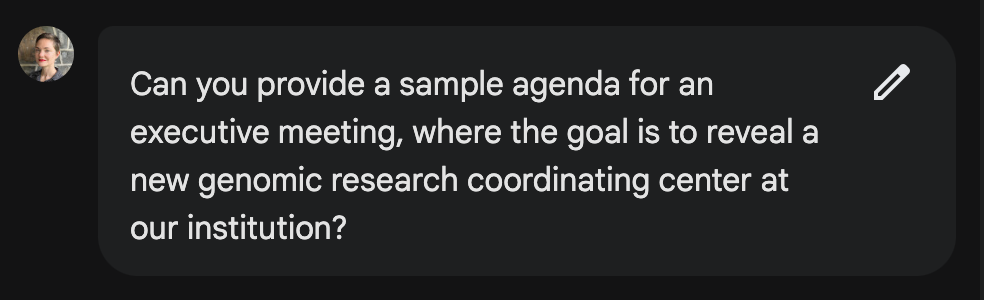 Can you provide a sample agenda for an
executive meeting, where the goal is to reveal a
new genomic research coordinating center at
our institution?